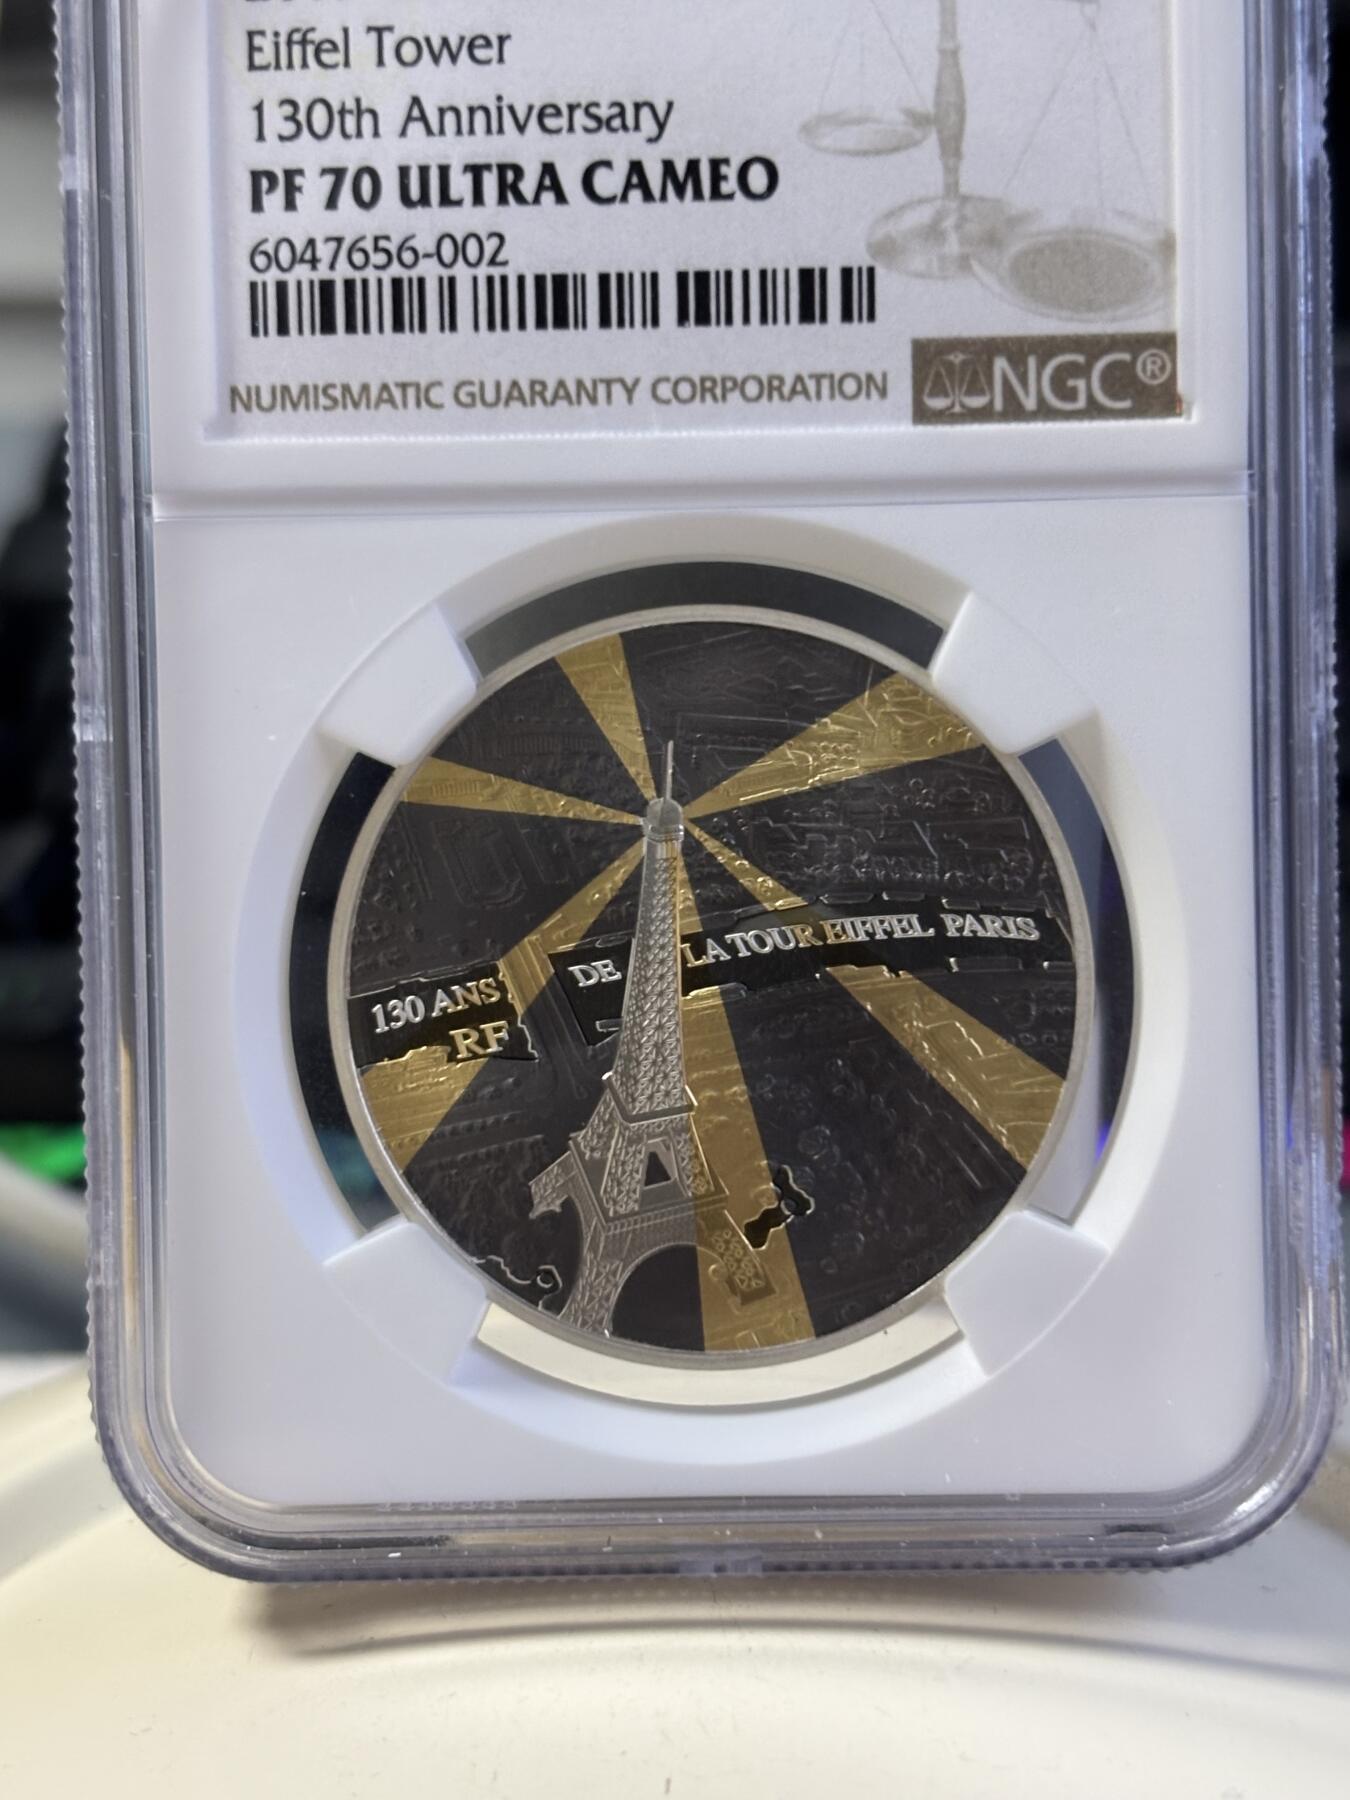 Eiffel Tower
130th Anniversary
PF 70 ULTRA CAMEO
6047656-002
NUMISMATIC GUARANTY CORPORATION
NGC®
130 ANS DE LA TOUR EIFFEL PARIS
RF